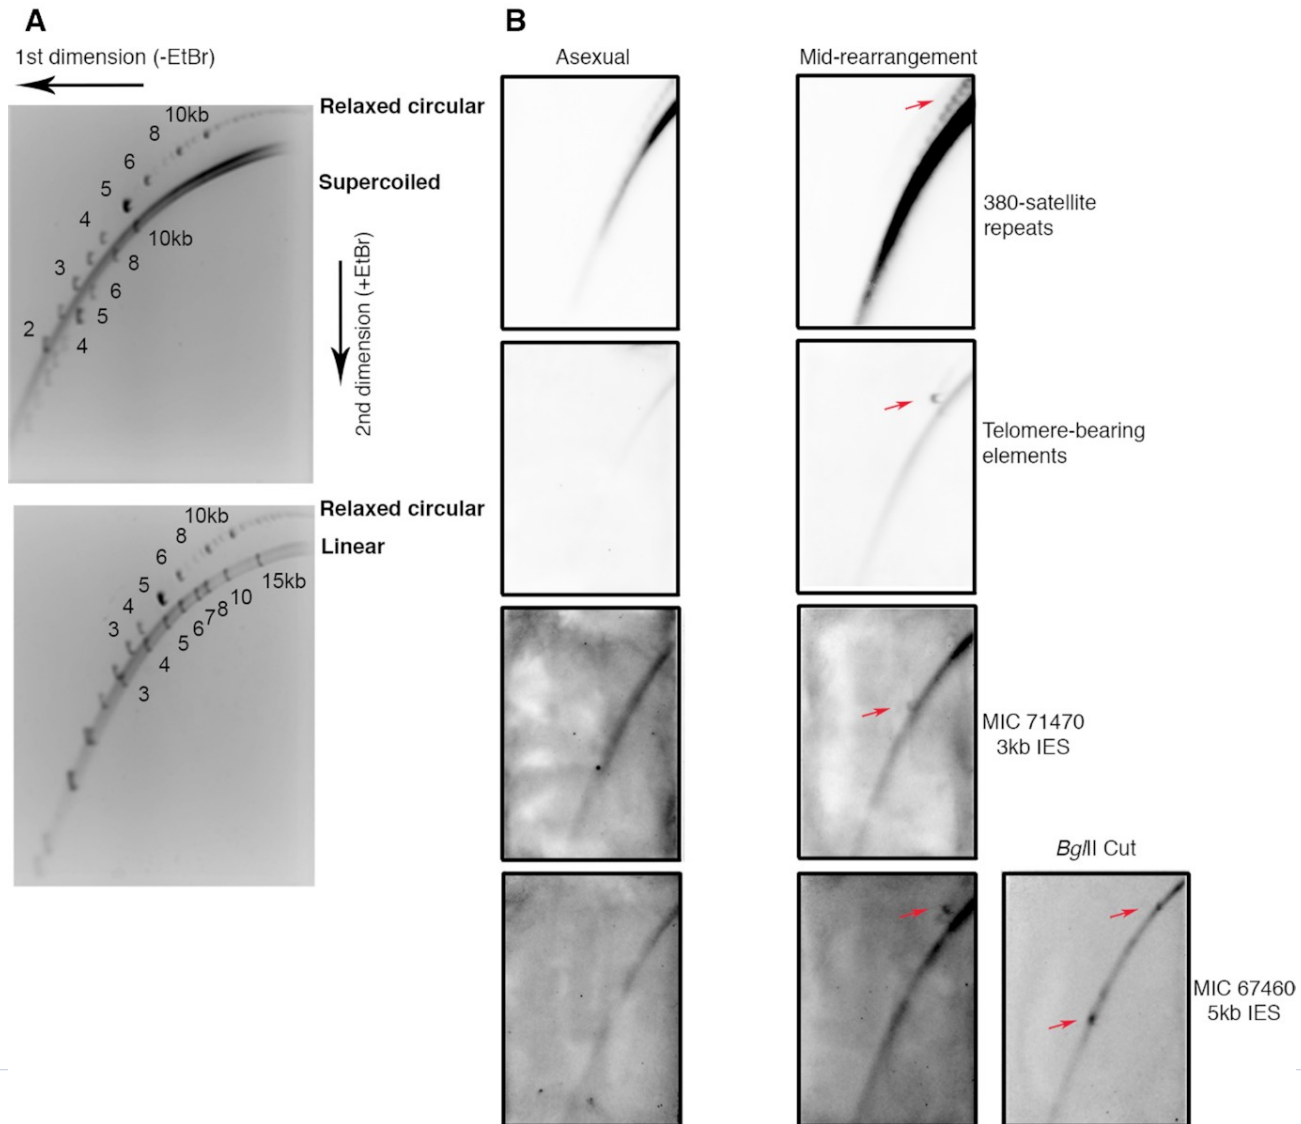 A
B
1st dimension (-EtBr)
Asexual
Mid-rearrangement
10kb
Relaxed circular
8
6
Supercoiled
5
4
10kb
8
3
6
5
2
4
2nd dimension (+EtBr)
380-satellite
repeats
Telomere-bearing
elements
Relaxed circular
10kb
8
Linear
6
15kb
5
10
4
8
7
3
6
5
4
3
MIC 71470
3kb IES
BglII Cut
MIC 67460
5kb IES